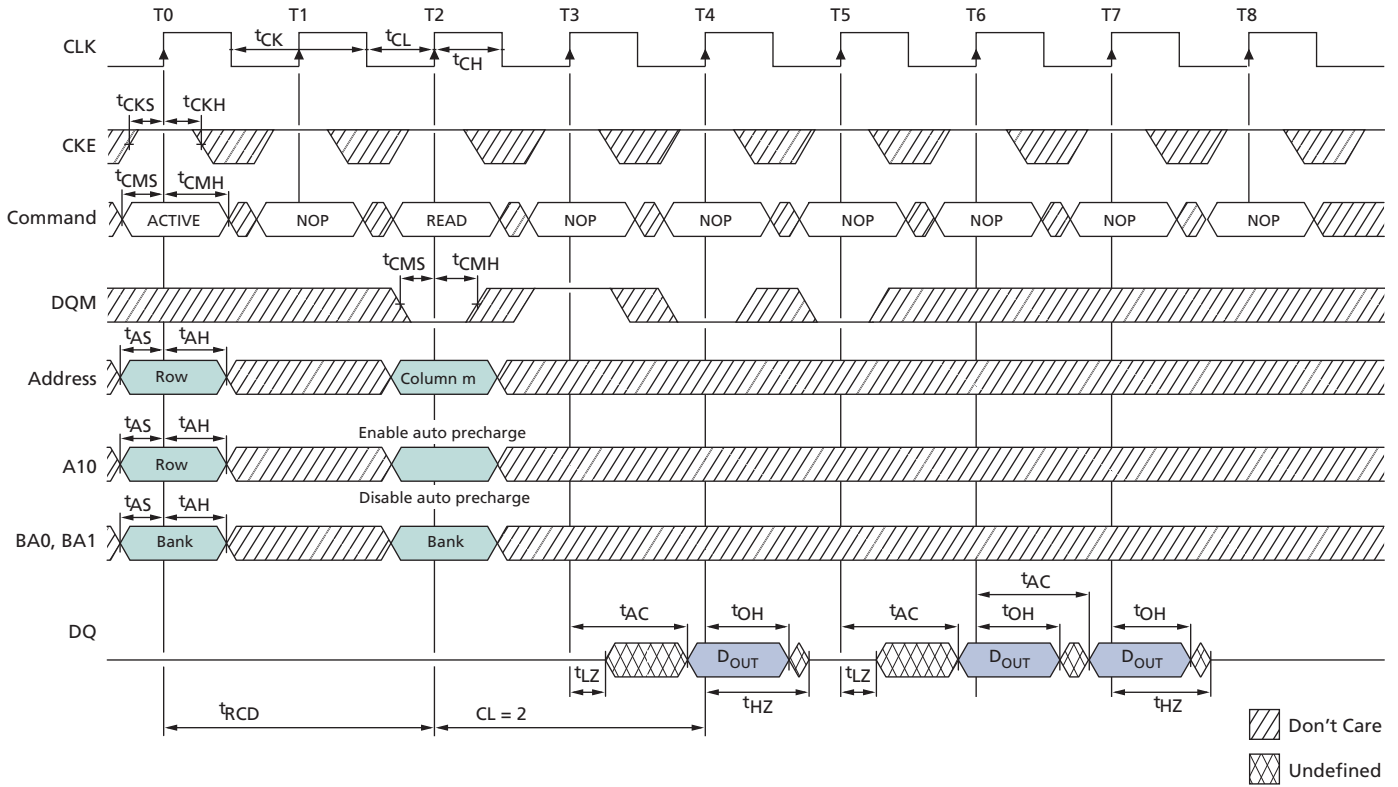 T0 T1 T2 T3 T4 T5 T6 T7 T8
CLK
tCK tCL
tCH
tCKS tCKH
CKE
tCMS tCMH
Command ACTIVE NOP READ NOP NOP NOP NOP NOP NOP
tCMS tCMH
DQM
tAS tAH
Address Row Column m
tAS tAH Enable auto precharge
A10 Row
tAS tAH Disable auto precharge
BA0, BA1 Bank Bank
tAC
tAC tOH tAC tOH tOH
DQ
DOUT DOUT DOUT
tLZ tLZ
tHZ tHZ
tRCD CL = 2
Don't Care
Undefined